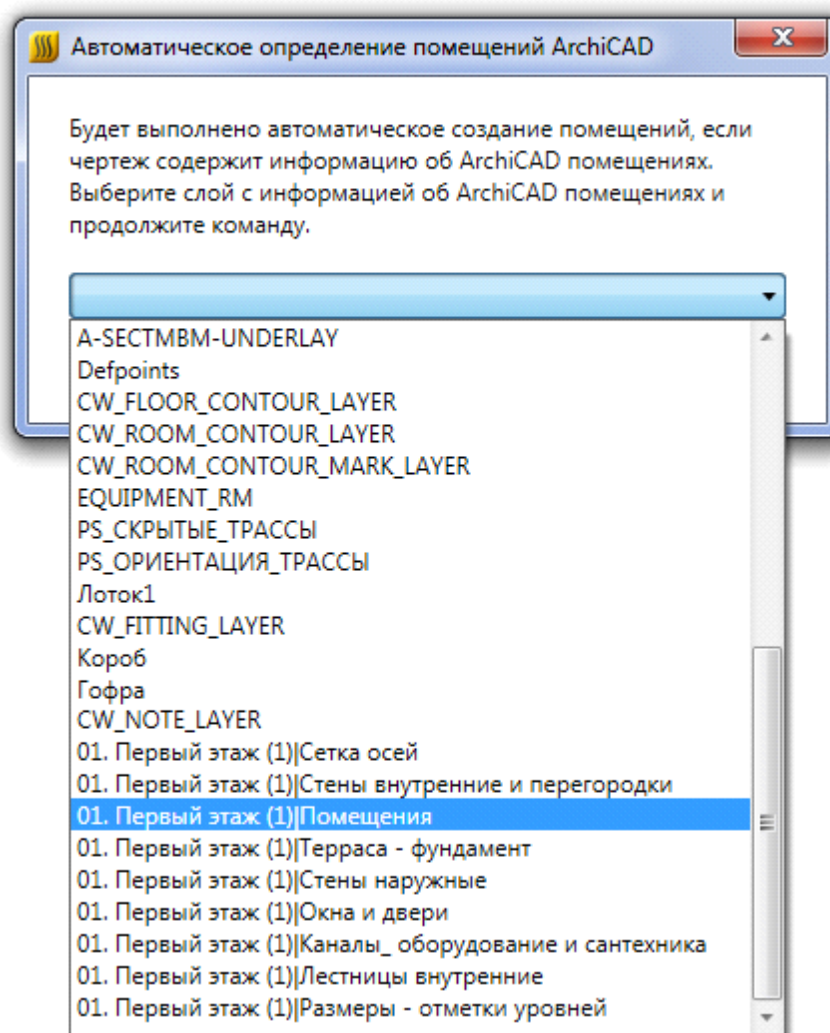 Автоматическое определение помещений ArchiCAD
Будет выполнено автоматическое создание помещений, если
чертеж содержит информацию об ArchiCAD помещениях.
Выберите слой с информацией об ArchiCAD помещениях и
продолжите команду.
A-SECTMBM-UNDERLAY
Defpoints
CW_FLOOR_CONTOUR_LAYER
CW_ROOM_CONTOUR_LAYER
CW_ROOM_CONTOUR_MARK_LAYER
EQUIPMENT_RM
PS_СКРЫТЫЕ_ТРАССЫ
PS_ОРИЕНТАЦИЯ_ТРАССЫ
Лоток1
CW_FITTING_LAYER
Короб
Гофра
CW_NOTE_LAYER
01. Первый этаж (1)|Сетка осей
01. Первый этаж (1)|Стены внутренние и перегородки
01. Первый этаж (1)|Помещения
01. Первый этаж (1)|Терраса - фундамент
01. Первый этаж (1)|Стены наружные
01. Первый этаж (1)|Окна и двери
01. Первый этаж (1)|Каналы_ оборудование и сантехника
01. Первый этаж (1)|Лестницы внутренние
01. Первый этаж (1)|Размеры - отметки уровней